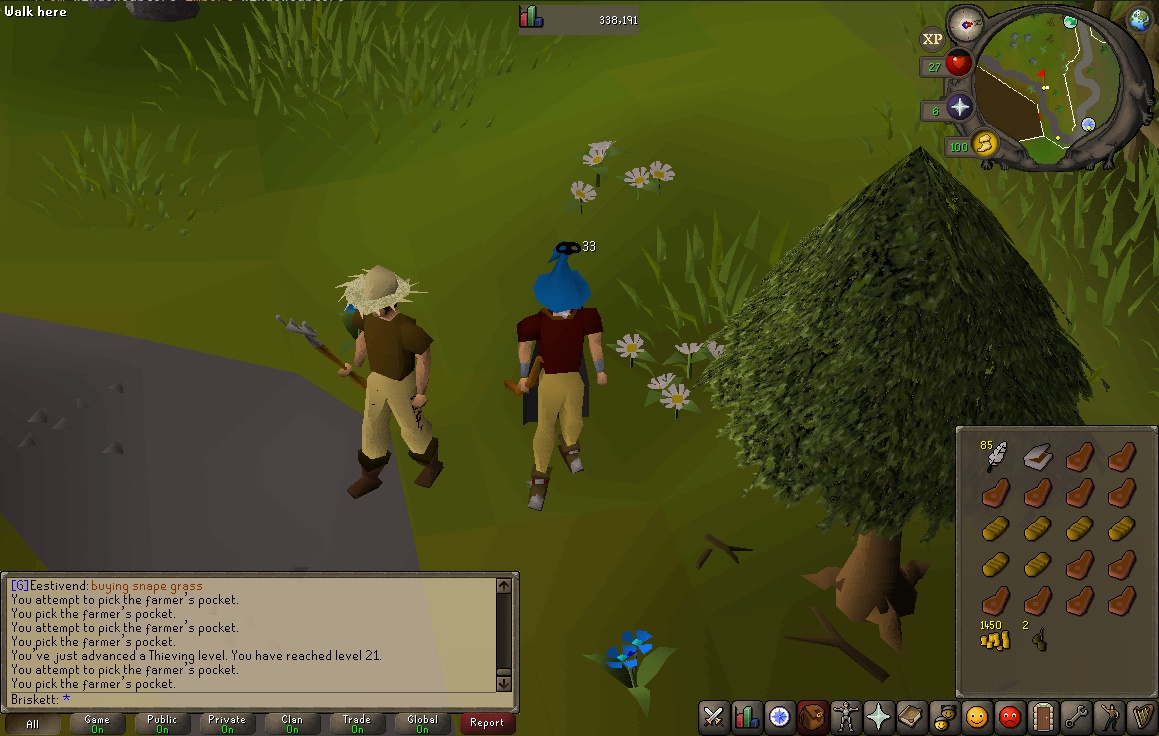 Walk here
338,191
XP
27
6
100
33
85
1450
2
[G]Eestivend: buying snape grass
You attempt to pick the farmer's pocket.
You pick the farmer's pocket.
You attempt to pick the farmer's pocket.
You pick the farmer's pocket.
You've just advanced a Thieving level. You have reached level 21.
You attempt to pick the farmer's pocket.
You pick the farmer's pocket.
Briskett: *
All
Game
On
Public
On
Private
On
Clan
On
Trade
On
Global
On
Report